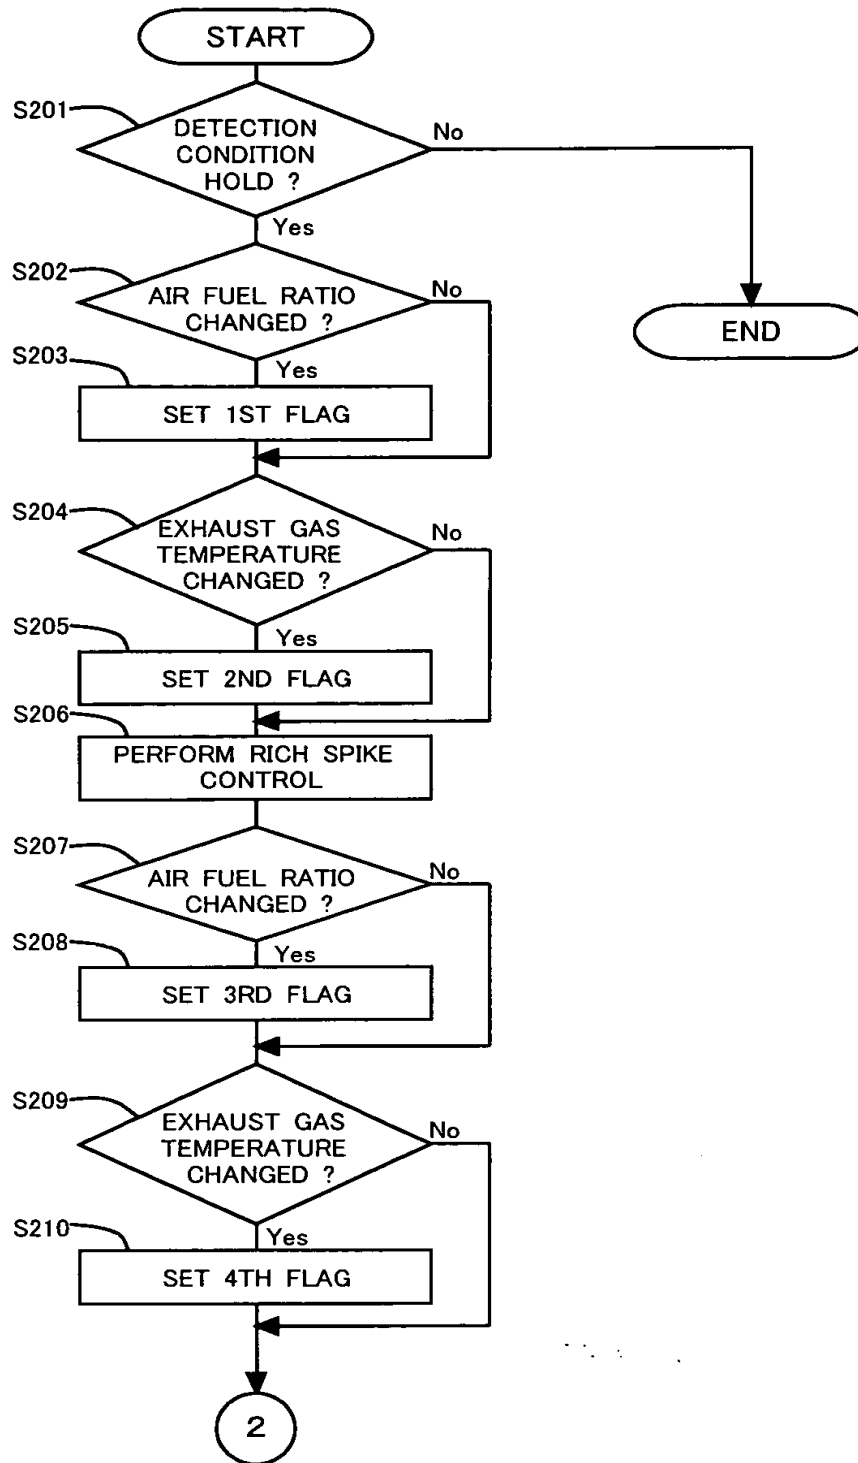 START
S201
DETECTION
CONDITION
HOLD ?
No
Yes
S202
AIR FUEL RATIO
CHANGED ?
No
END
S203
Yes
SET 1ST FLAG
S204
EXHAUST GAS
TEMPERATURE
CHANGED ?
No
S205
Yes
SET 2ND FLAG
S206
PERFORM RICH SPIKE
CONTROL
S207
AIR FUEL RATIO
CHANGED ?
No
S208
Yes
SET 3RD FLAG
S209
EXHAUST GAS
TEMPERATURE
CHANGED ?
No
S210
Yes
SET 4TH FLAG
2